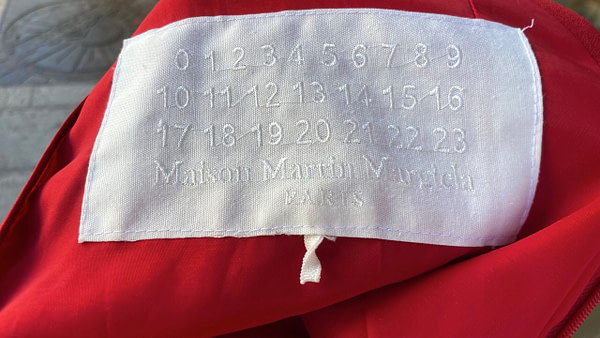 0 1 2 3 4 5 6 7 8 9
10 11 12 13 14 15 16
17 18 19 20 21 22 23
Maison Martin Margiela
PARIS